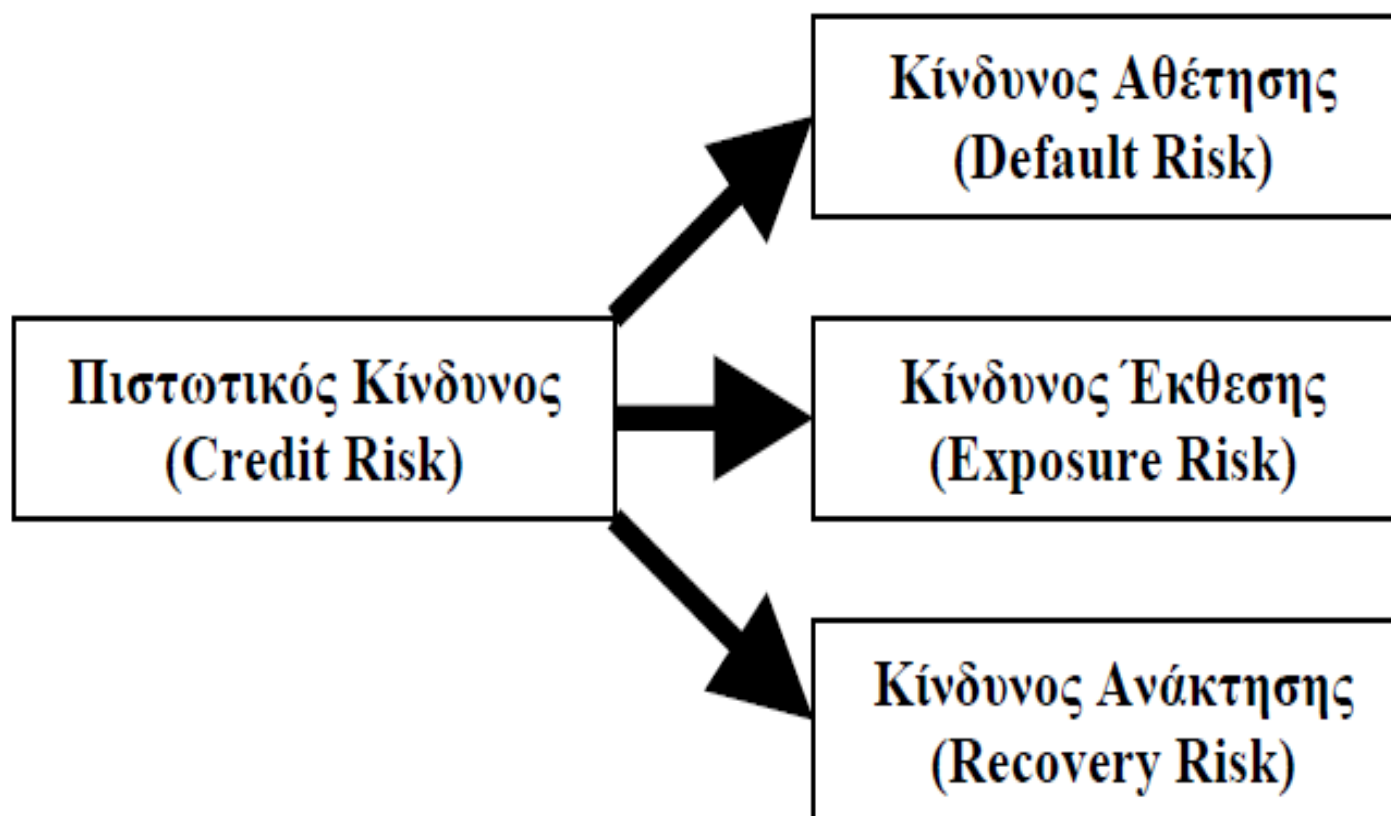 Κίνδυνος Αθέτησης
(Default Risk)
Πιστωτικός Κίνδυνος
(Credit Risk)
Κίνδυνος Έκθεσης
(Exposure Risk)
Κίνδυνος Ανάκτησης
(Recovery Risk)